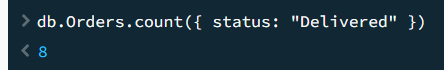 > db.Orders.count({ status: "Delivered" })
< 8